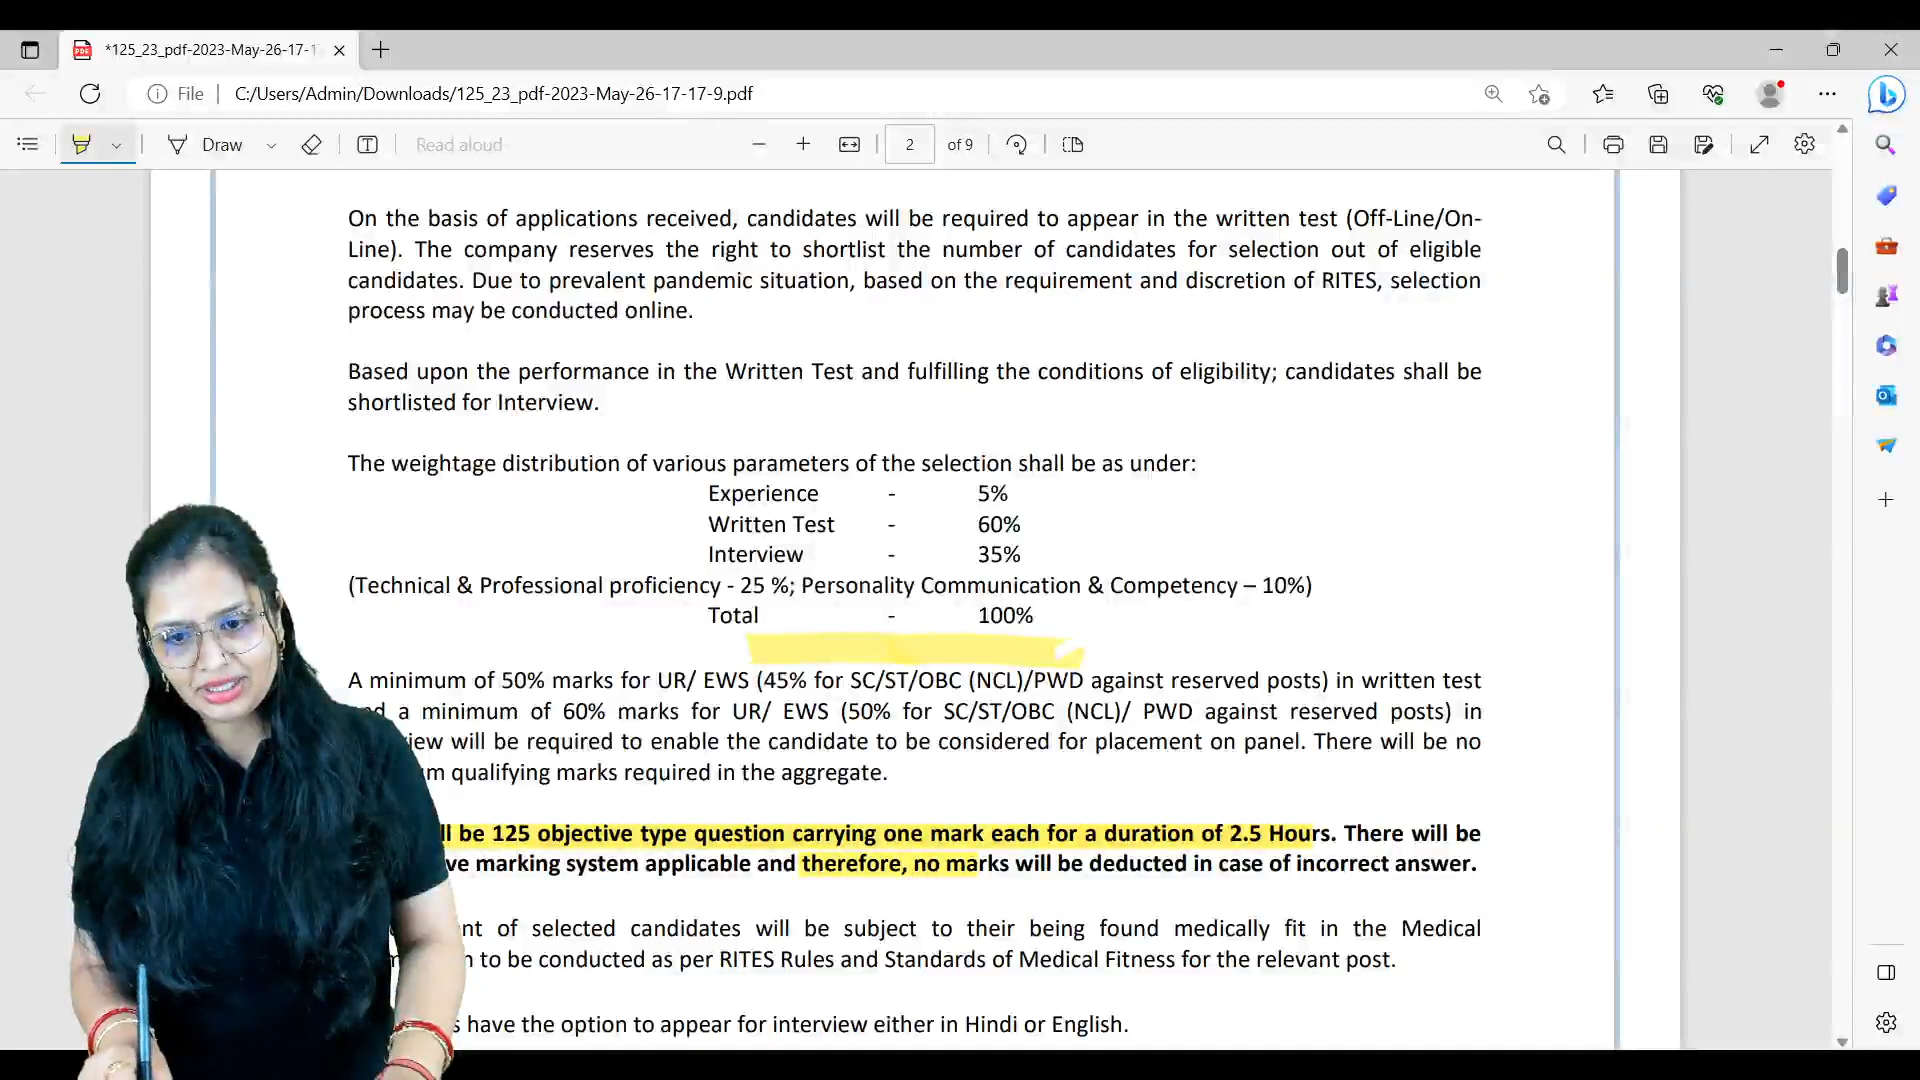 *125_23_pdf-2023-May-26-17-1
File
C:/Users/Admin/Downloads/125_23_pdf-2023-May-26-17-17-9.pdf
Draw
Read aloud
2 of 9
On the basis of applications received, candidates will be required to appear in the written test (Off-Line/On-
Line). The company reserves the right to shortlist the number of candidates for selection out of eligible
candidates. Due to prevalent pandemic situation, based on the requirement and discretion of RITES, selection
process may be conducted online.
Based upon the performance in the Written Test and fulfilling the conditions of eligibility; candidates shall be
shortlisted for Interview.
The weightage distribution of various parameters of the selection shall be as under:
Experience - 5%
Written Test - 60%
Interview - 35%
(Technical & Professional proficiency - 25 %; Personality Communication & Competency – 10%)
Total - 100%
A minimum of 50% marks for UR/ EWS (45% for SC/ST/OBC (NCL)/PWD against reserved posts) in written test
a minimum of 60% marks for UR/ EWS (50% for SC/ST/OBC (NCL)/ PWD against reserved posts) in
will be required to enable the candidate to be considered for placement on panel. There will be no
qualifying marks required in the aggregate.
be 125 objective type question carrying one mark each for a duration of 2.5 Hours. There will be
marking system applicable and therefore, no marks will be deducted in case of incorrect answer.
of selected candidates will be subject to their being found medically fit in the Medical
to be conducted as per RITES Rules and Standards of Medical Fitness for the relevant post.
have the option to appear for interview either in Hindi or English.